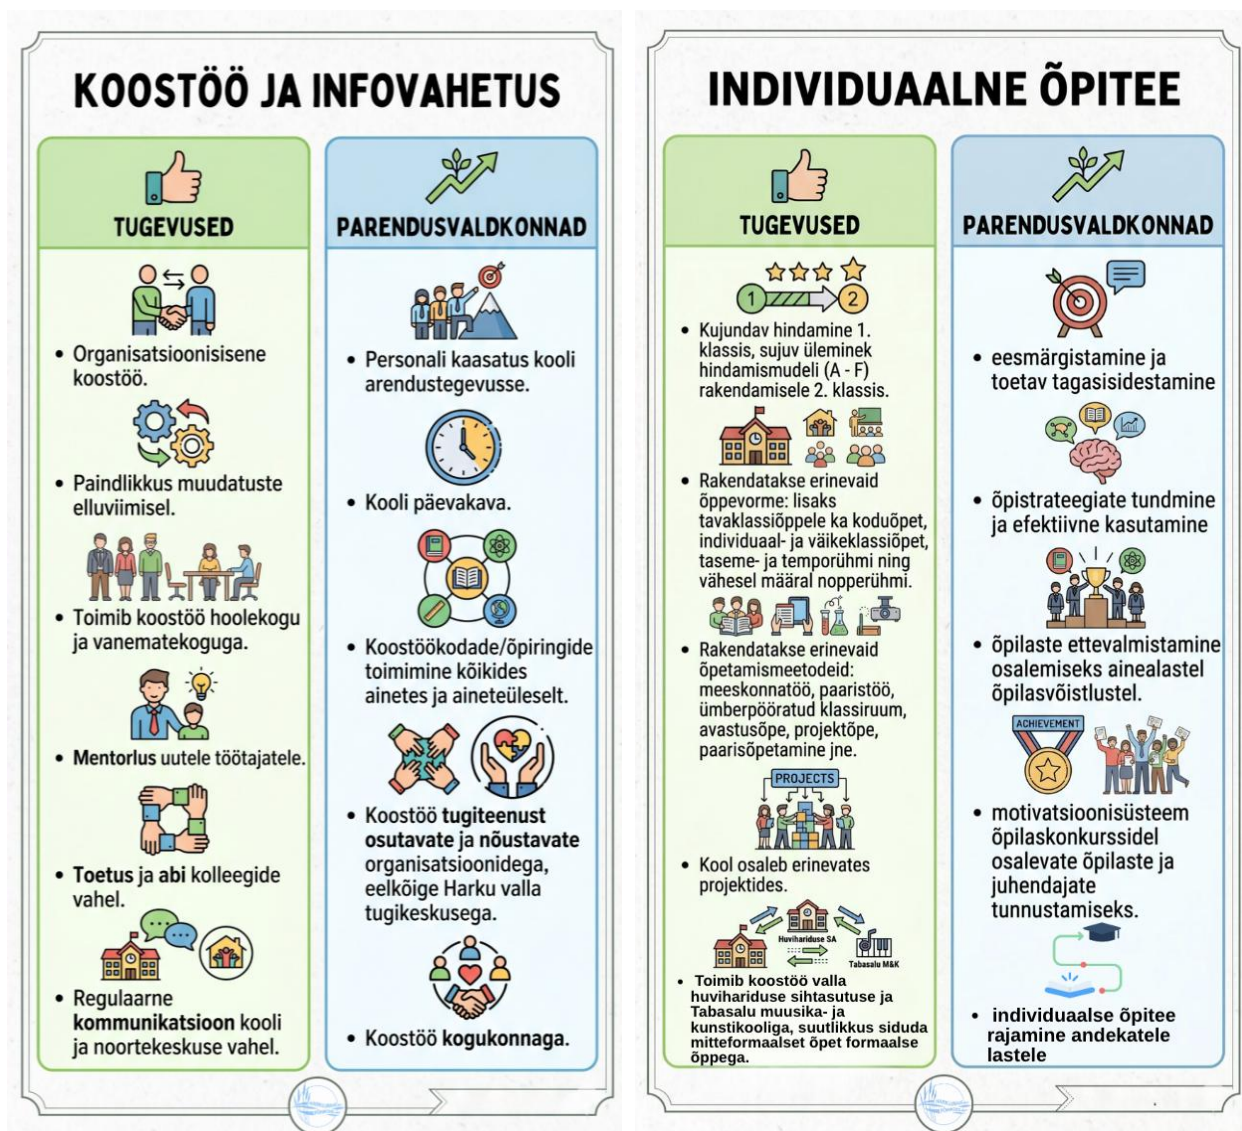 KOOSTÖÖ JA INFOVAHETUS
TUGEVUSED
• Organisatsioonisisene
koostöö.
• Paindlikkus muudatuste
elluviimisel.
• Toimib koostöö hoolekogu
ja vanematekoguga.
• Mentorlus uutele töötajatele.
• Toetus ja abi kolleegide
vahel.
• Regulaarne
kommunikatsioon kooli
ja noortekeskuse vahel.
PARENDUSVALDKONNAD
• Personali kaasatus kooli
arendustegevusse.
• Kooli päevakava.
• Koostöökodade/õpiringide
toimimine kõikides
ainetes ja aineteüleselt.
• Koostöö tugiteenust
osutavate ja nõustavate
organisatsioonidega,
eelkõige Harku valla
tugikeskusega.
• Koostöö kogukonnaga.
INDIVIDUAALNE ÕPITEE
TUGEVUSED
1 2
• Kujundav hindamine 1.
klassis, sujuv üleminek
hindamismudeli (A - F)
rakendamisele 2. klassis.
• Rakendatakse erinevaid
õppevorme: lisaks
tavaklassiõppele ka koduõpet,
individuaal- ja väikeklassiõpet,
taseme- ja temporühmi ning
vähesel määral nopperühmi.
• Rakendatakse erinevaid
õpetamismeetodeid:
meeskonnatöö, paaristöö,
ümberpööratud klassiruum,
avastusõpe, projektõpe,
paarisõpetamine jne.
PROJECTS
• Kool osaleb erinevates
projektides.
Huvihariduse SA
Tabasalu M&K
• Toimib koostöö valla
huvihariduse sihtasutuse ja
Tabasalu muusika- ja
kunstikooliga, suutlikkus siduda
mitteformaalset õpet formaalse
õppega.
PARENDUSVALDKONNAD
• eesmärgistamine ja
toetav tagasisidestamine
• õpistrateegiate tundmine
ja efektiivne kasutamine
• õpilaste ettevalmistamine
osalemiseks ainealastel
õpilasvõistlustel.
ACHIEVEMENT
• motivatsioonisüsteem
õpilaskonkurssidel
osalevate õpilaste ja
juhendajate
tunnustamiseks.
• individuaalse õpitee
rajamine andekatele
lastele